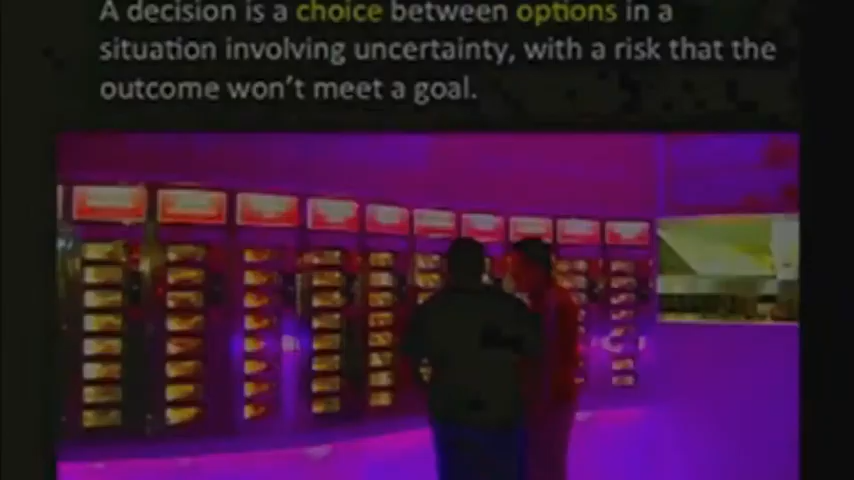 A decision is a choice between options in a
situation involving uncertainty, with a risk that the
outcome won't meet a goal.